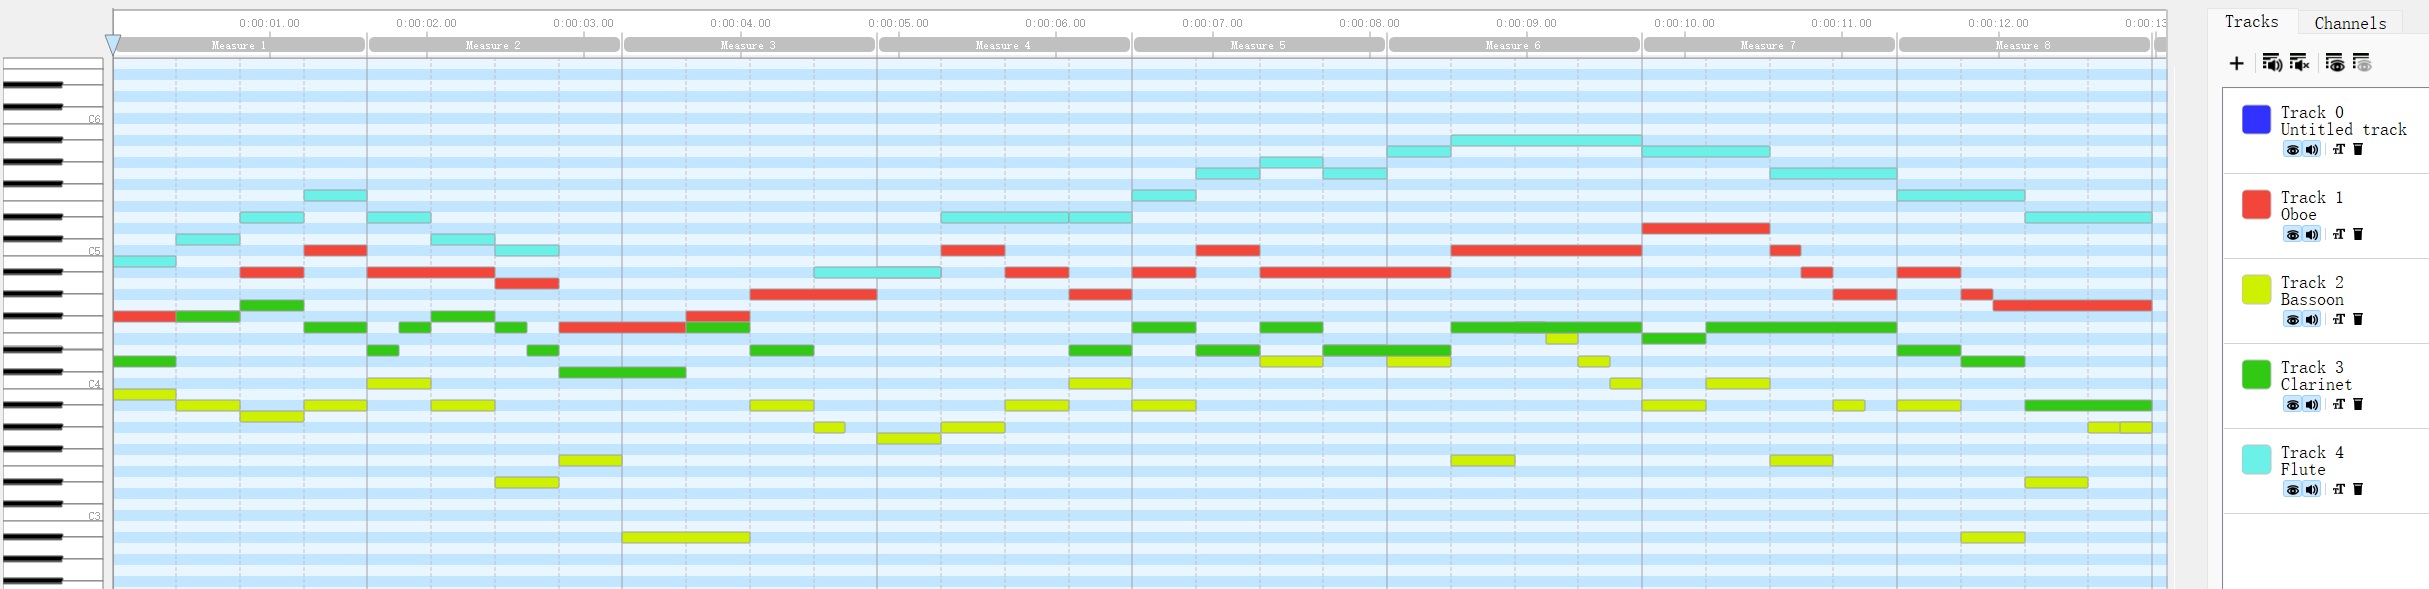 0:00:01.00 0:00:02.00 0:00:03.00 0:00:04.00 0:00:05.00 0:00:06.00 0:00:07.00 0:00:08.00 0:00:09.00 0:00:10.00 0:00:11.00 0:00:12.00 0:00:13
Measure 1 Measure 2 Measure 3 Measure 4 Measure 5 Measure 6 Measure 7 Measure 8
C6
C5
C4
C3
Tracks Channels
Track 0
Untitled track
Track 1
Oboe
Track 2
Bassoon
Track 3
Clarinet
Track 4
Flute